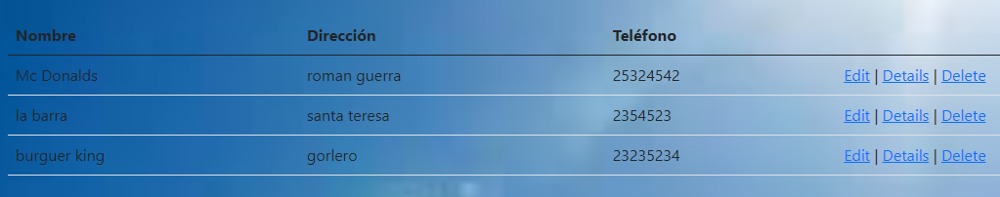 Nombre Dirección Teléfono
Mc Donalds roman guerra 25324542 Edit | Details | Delete
la barra santa teresa 2354523 Edit | Details | Delete
burguer king gorlero 23235234 Edit | Details | Delete